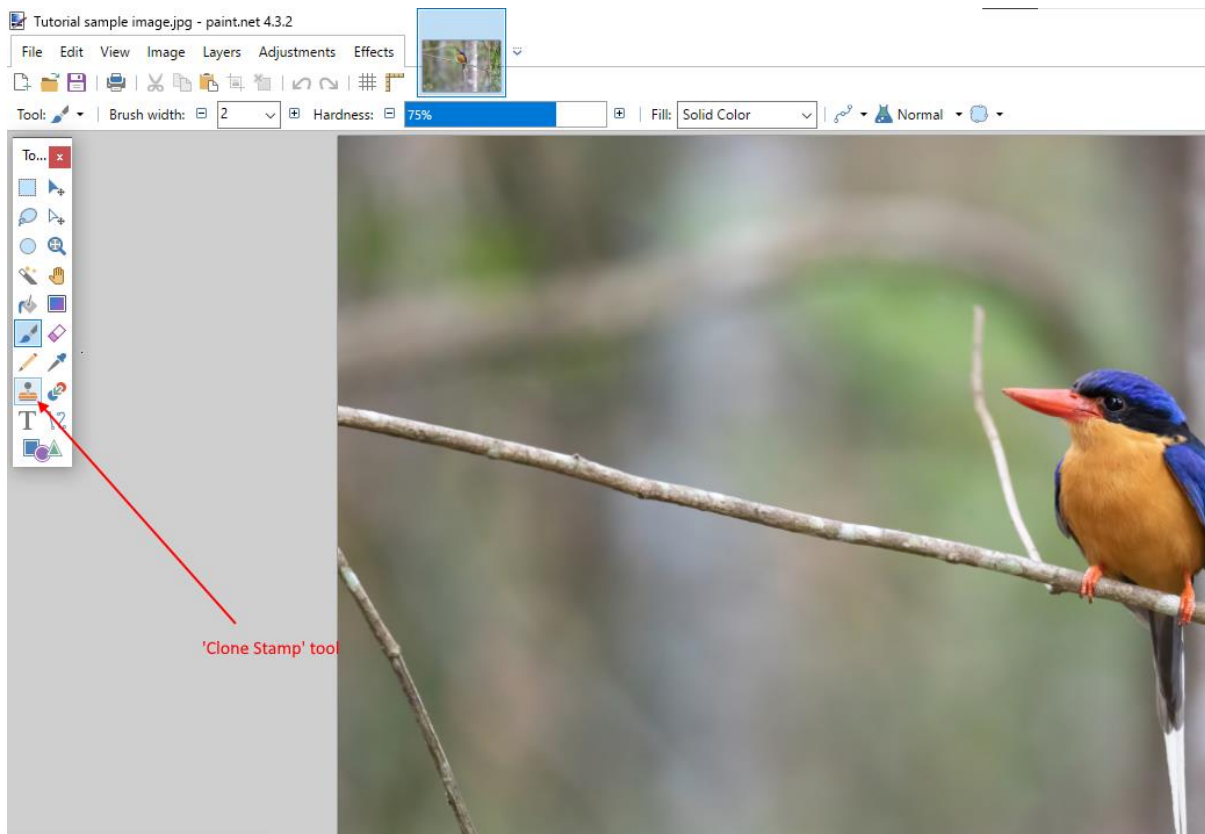 Tutorial sample image.jpg - paint.net 4.3.2
File Edit View Image Layers Adjustments Effects
Tool: Brush width: 2 Hardness: 75% Fill: Solid Color Normal
To... x
T
'Clone Stamp' tool